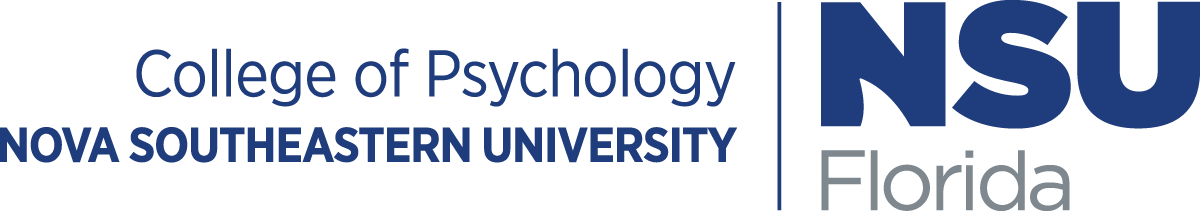 College of Psychology
NOVA SOUTHEASTERN UNIVERSITY
NSU
Florida